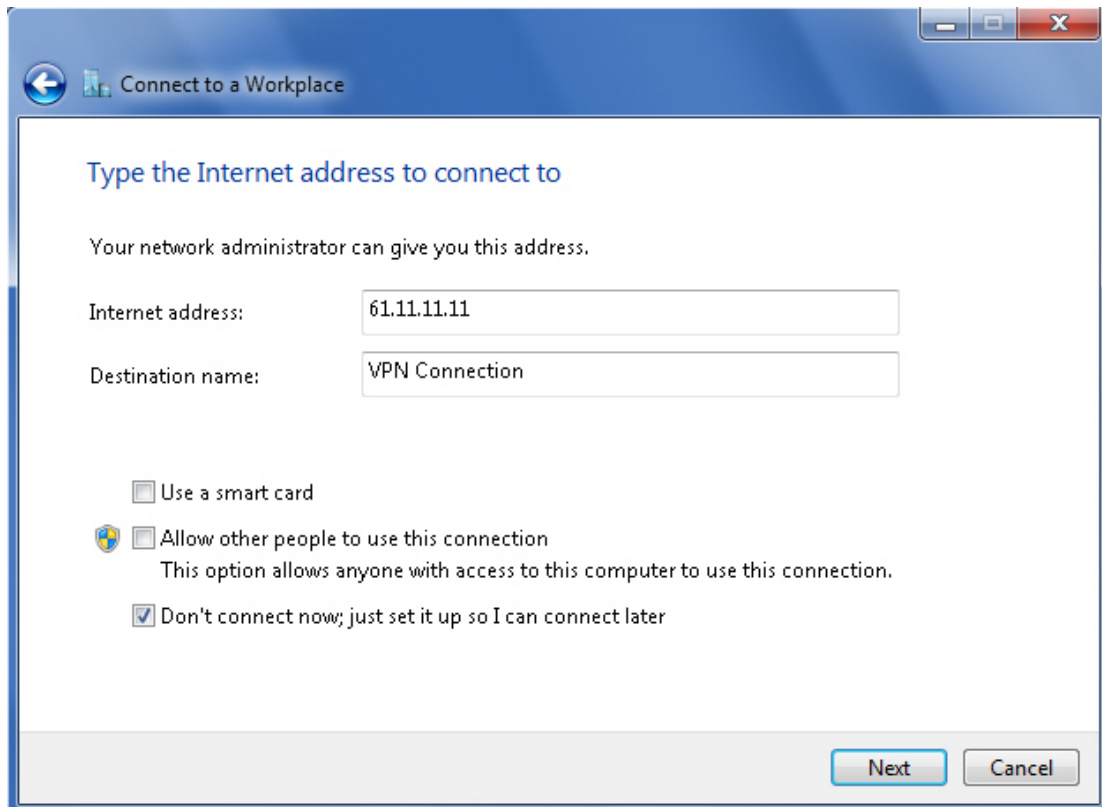 Connect to a Workplace
Type the Internet address to connect to
Your network administrator can give you this address.
Internet address: 61.11.11.11
Destination name: VPN Connection
Use a smart card
Allow other people to use this connection
This option allows anyone with access to this computer to use this connection.
Don't connect now; just set it up so I can connect later
Next Cancel